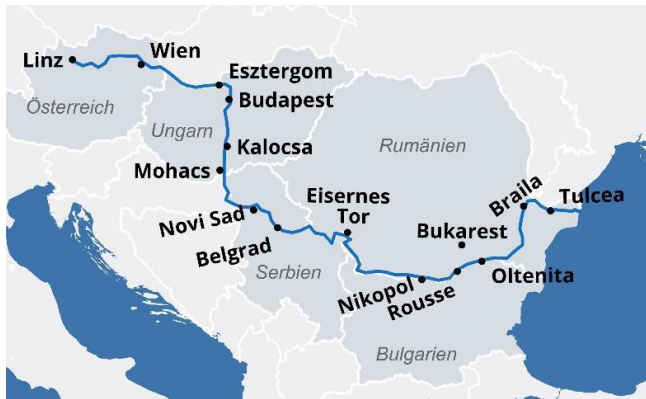 Linz
Wien
Österreich
Esztergom
Budapest
Ungarn
Kalocsa
Mohacs
Rumänien
Novi Sad
Belgrad
Serbien
Eisernes
Tor
Bukarest
Braila
Tulcea
Nikopol
Rousse
Oltenita
Bulgarien